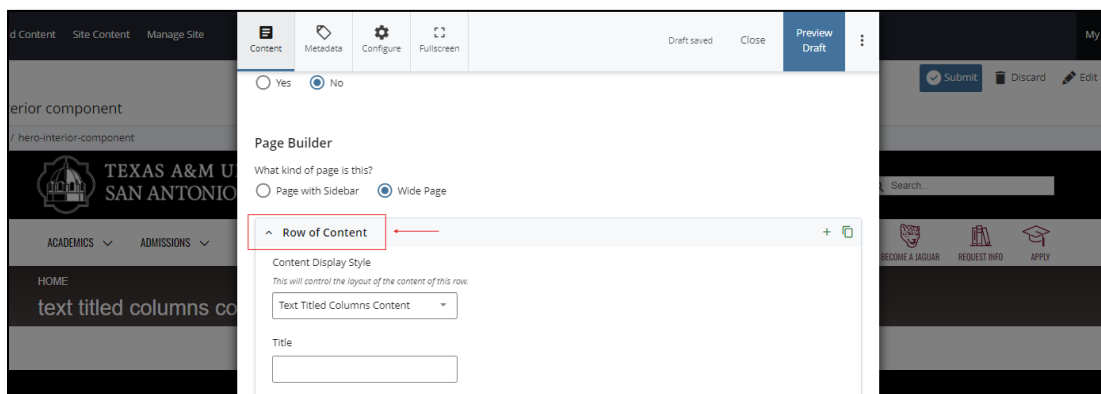 d Content Site Content Manage Site
Content Metadata Configure Fullscreen
Draft saved Close Preview Draft
My
Yes No
Submit Discard Edit
erior component
/ hero-interior-component
Page Builder
What kind of page is this?
Page with Sidebar Wide Page
TEXAS A&M U
SAN ANTONIO
Search...
Row of Content
ACADEMICS ADMISSIONS
BECOME A JAGUAR REQUEST INFO APPLY
Content Display Style
This will control the layout of the content of this row.
HOME
text titled columns co
Text Titled Columns Content
Title